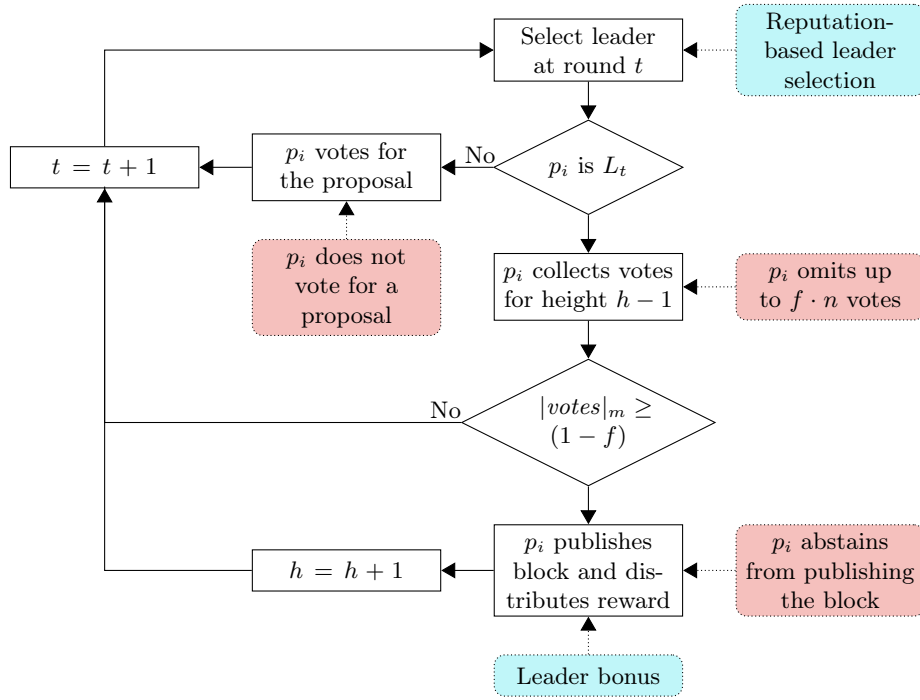 Select leader
at round t
Reputation-
based leader
selection
t = t + 1
p_i votes for
the proposal
No
p_i is L_t
p_i does not
vote for a
proposal
p_i collects votes
for height h − 1
p_i omits up
to f · n votes
No
|votes|_m ≥
(1 − f)
h = h + 1
p_i publishes
block and dis-
tributes reward
p_i abstains
from publishing
the block
Leader bonus